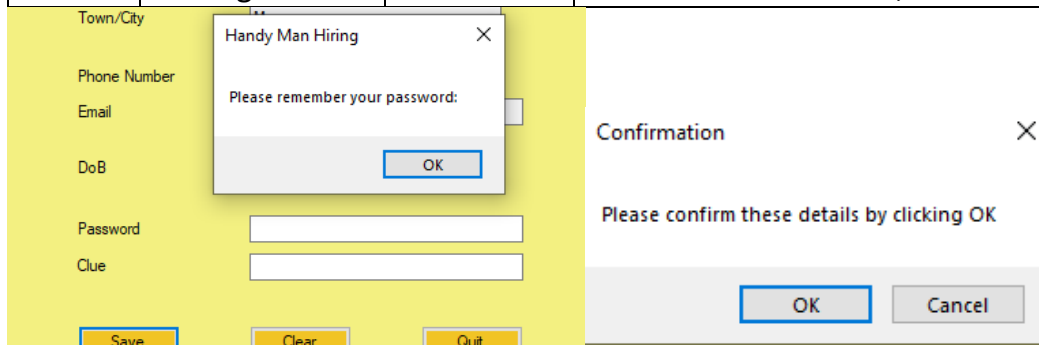 Town/City
Handy Man Hiring
Phone Number
Please remember your password:
Email
OK
DoB
Password
Clue
Save
Clear
Quit
Confirmation
Please confirm these details by clicking OK
OK
Cancel